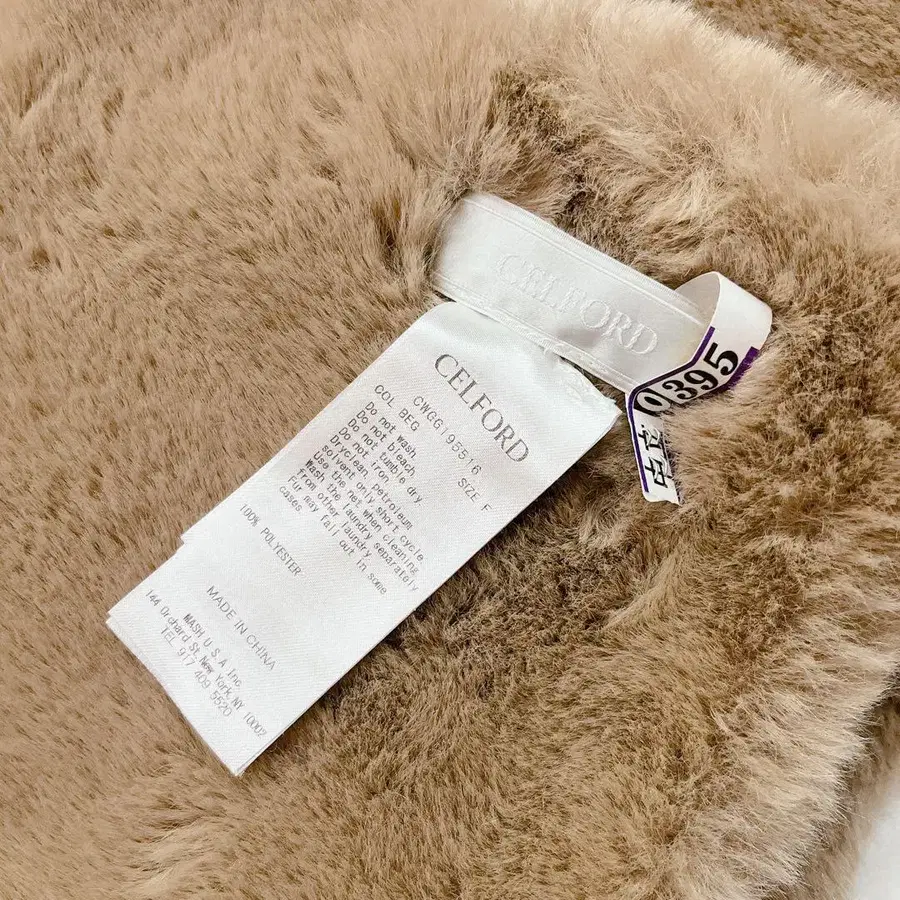 CELFORD
CELFORD
CWGG195516
COL BEG SIZE F
Do not wash.
Do not bleach
Do not tumble dry
Do not iron
Dryclean, petroleum
solvent only short cycle.
Use the net when cleaning.
Wash the laundry separately
from other laundry.
Fur may fall out in some
cases
100% POLYESTER
MADE IN CHINA
MASH U.S.A Inc.
144 Orchard St. New York NY 10002
TEL 917 409 5520
0395